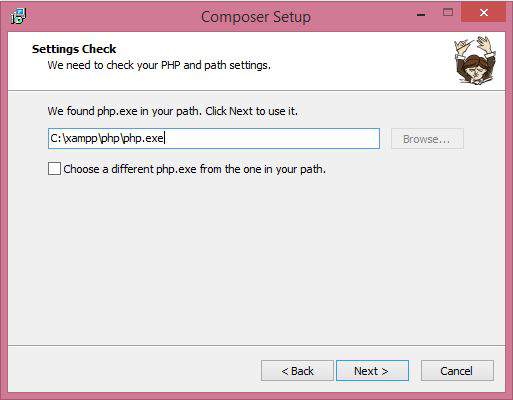 Composer Setup
Settings Check
We need to check your PHP and path settings.
We found php.exe in your path. Click Next to use it.
C:\xampp\php\php.exe
Browse...
Choose a different php.exe from the one in your path.
< Back
Next >
Cancel